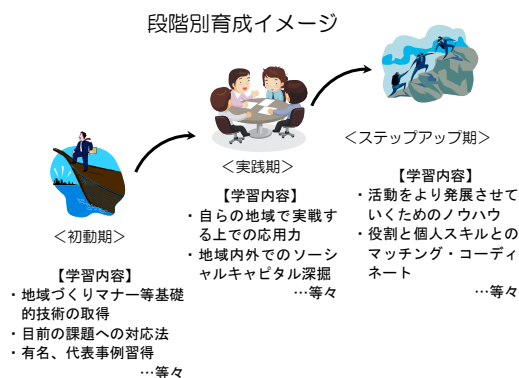 段階別育成イメージ
＜初動期＞
【学習内容】
・地域づくりマナー等基礎
的技術の取得
・目前の課題への対応法
・有名、代表事例習得
…等々
＜実践期＞
【学習内容】
・自らの地域で実戦す
る上での応用力
・地域内外でのソーシ
ャルキャピタル深掘
…等々
＜ステップアップ期＞
【学習内容】
・活動をより発展させて
いくためのノウハウ
・役割と個人スキルとの
マッチング・コーディ
ネート
…等々